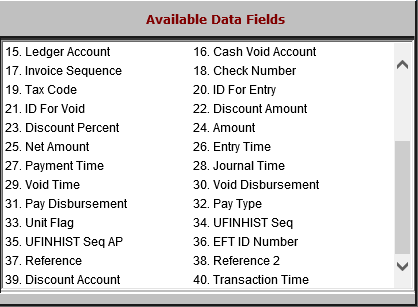 Available Data Fields
15. Ledger Account 16. Cash Void Account
17. Invoice Sequence 18. Check Number
19. Tax Code 20. ID For Entry
21. ID For Void 22. Discount Amount
23. Discount Percent 24. Amount
25. Net Amount 26. Entry Time
27. Payment Time 28. Journal Time
29. Void Time 30. Void Disbursement
31. Pay Disbursement 32. Pay Type
33. Unit Flag 34. UFINHIST Seq
35. UFINHIST Seq AP 36. EFT ID Number
37. Reference 38. Reference 2
39. Discount Account 40. Transaction Time